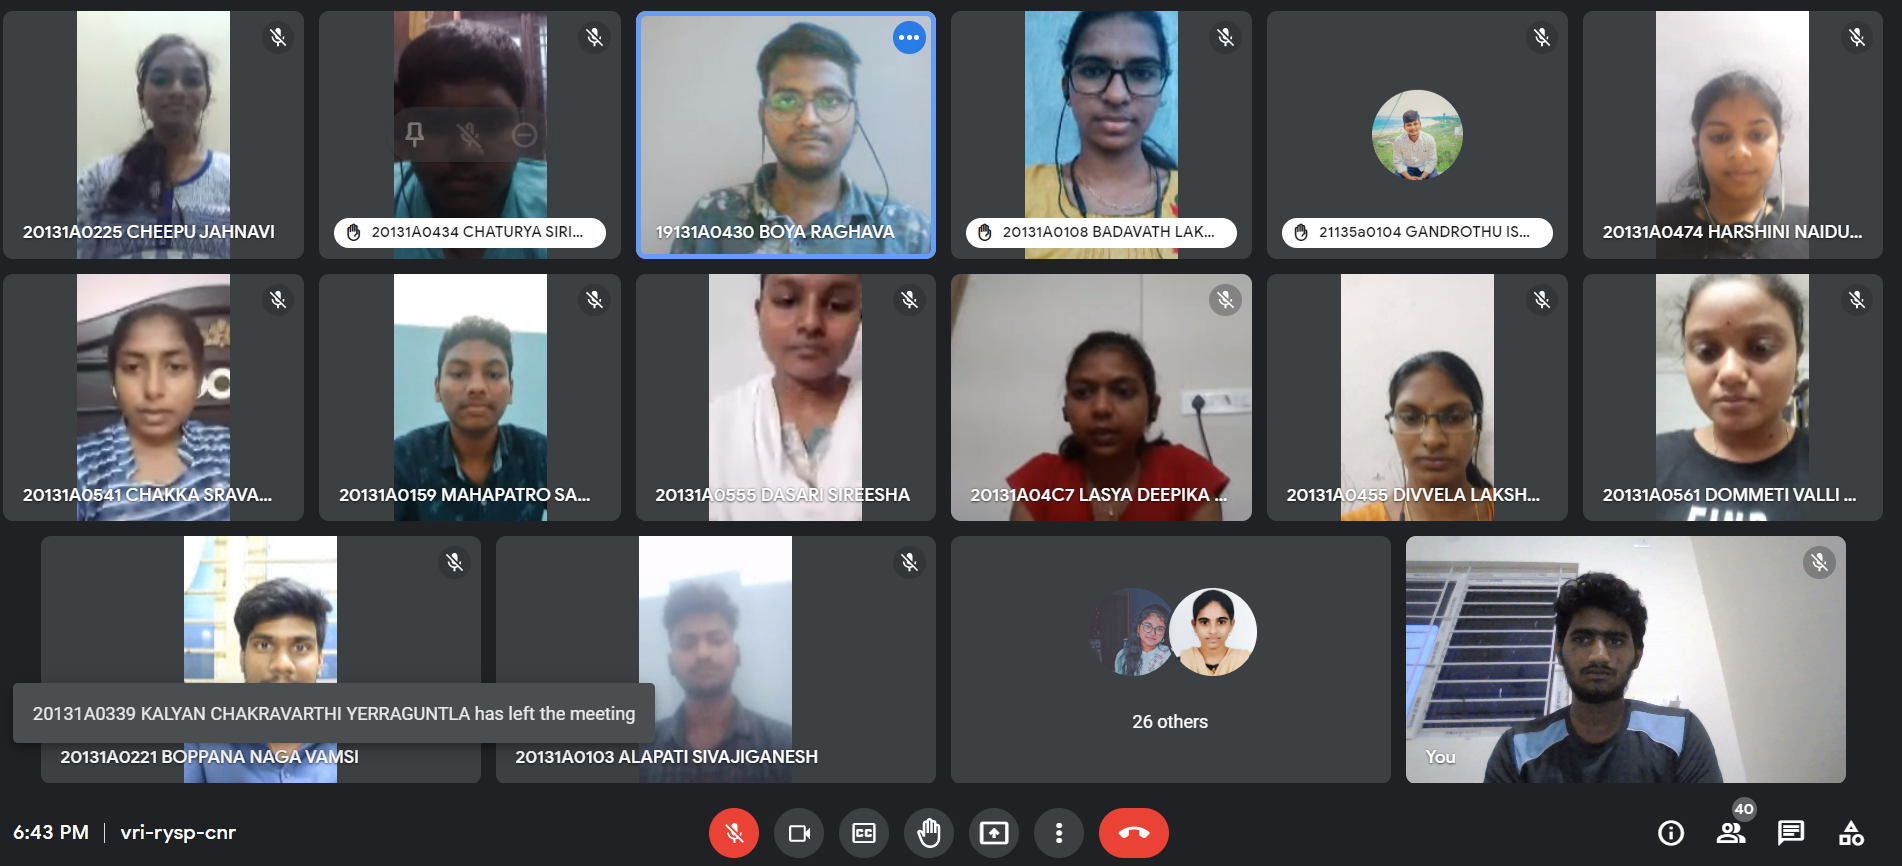 20131A0225 CHEEPU JAHNAVI
20131A0434 CHATURYA SIRI...
19131A0430 BOYA RAGHAVA
20131A0108 BADAVATH LAK...
21135a0104 GANDROTHU IS...
20131A0474 HARSHINI NAIDU...
20131A0541 CHAKKA SRAVA...
20131A0159 MAHAPATRO SA...
20131A0555 DASARI SIREESHA
20131A04C7 LASYA DEEPIKA ...
20131A0455 DIVVELA LAKSH...
20131A0561 DOMMETI VALLI ...
20131A0339 KALYAN CHAKRAVARTHI YERRAGUNTLA has left the meeting
20131A0221 BOPPANA NAGA VAMSI
20131A0103 ALAPATI SIVAJIGANESH
26 others
You
6:43 PM | vri-rysp-cnr
CC
40